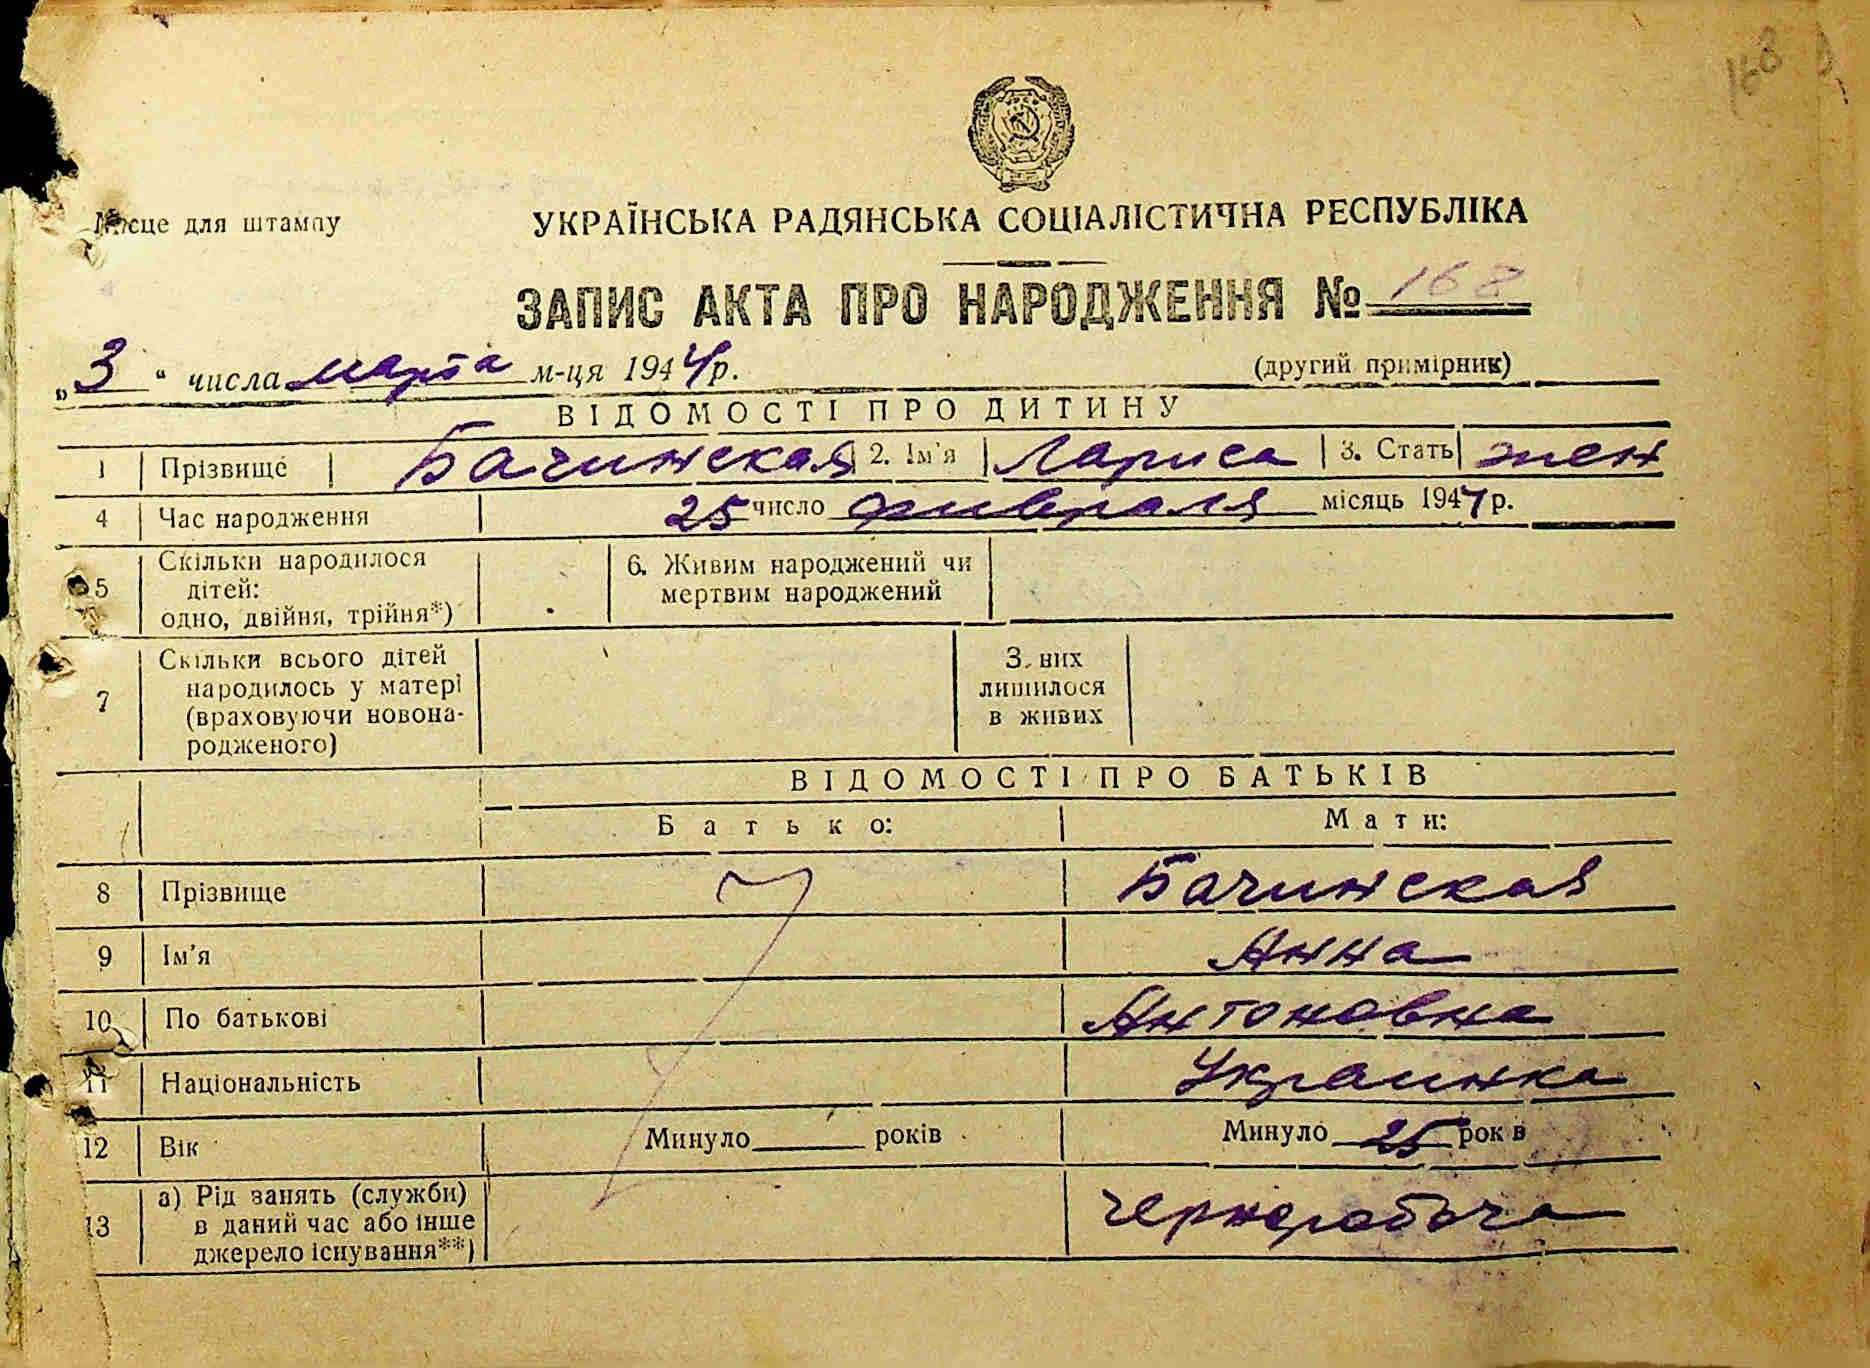 168
Місце для штампу
УКРАЇНСЬКА РАДЯНСЬКА СОЦІАЛІСТИЧНА РЕСПУБЛІКА
ЗАПИС АКТА ПРО НАРОДЖЕННЯ № 168
„3“ числа марта м-ця 1944 р.
(другий примірник)
ВІДОМОСТІ ПРО ДИТИНУ
1 Прізвище Бачинская 2. Ім'я Лариса 3. Стать жен
4 Час народження 25 число февраля місяць 1944 р.
5 Скільки народилося
дітей:
одно, двійня, трійня*)
6. Живим народжений чи
мертвим народжений
7 Скільки всього дітей
народилось у матері
(враховуючи новона-
родженого)
З них
лишилося
в живих
ВІДОМОСТІ ПРО БАТЬКІВ
Батько: Мати:
8 Прізвище Бачинская
9 Ім'я Анна
10 По батькові Антоновна
11 Національність Украинка
12 Вік Минуло років Минуло 25 рок в
13 а) Рід занять (служби)
в даний час або інше
джерело існування**)
чернорабоча